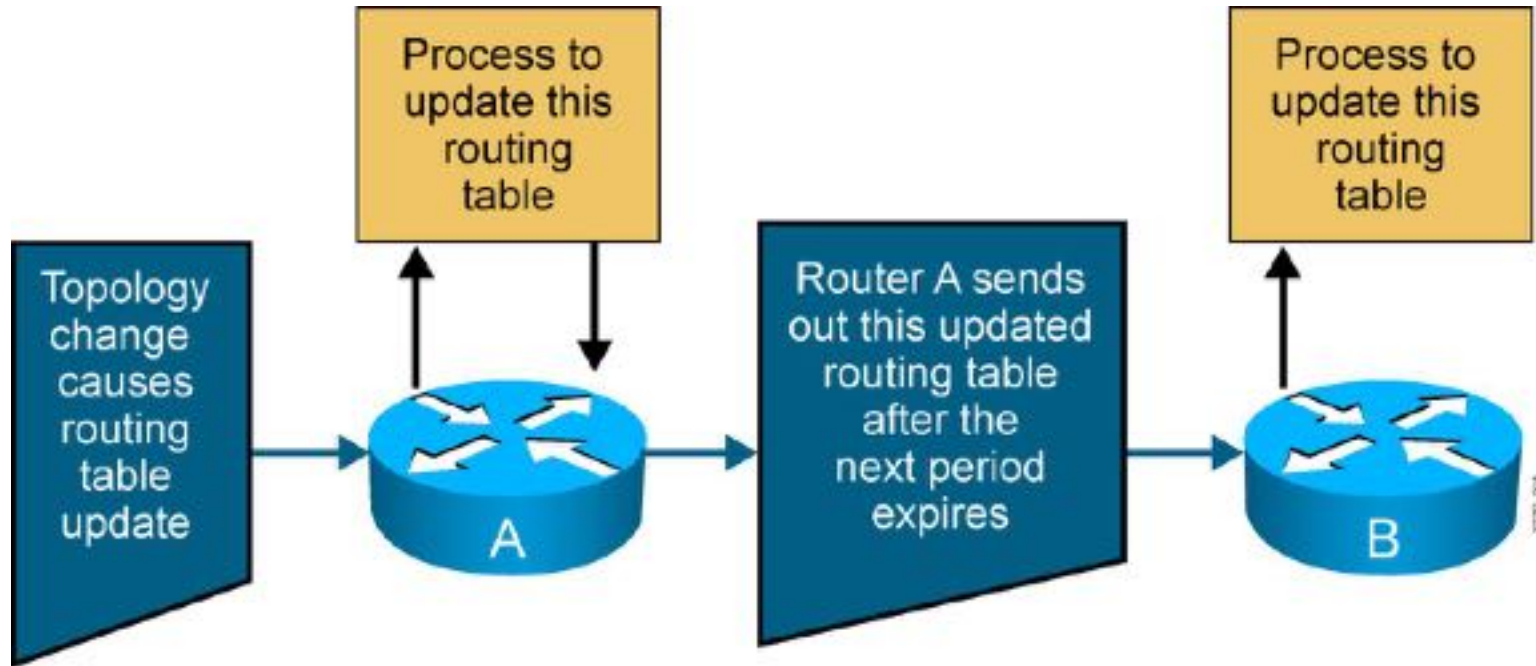 Process to
update this
routing
table
Process to
update this
routing
table
Topology
change
causes
routing
table
update
Router A sends
out this updated
routing table
after the
next period
expires
A
B